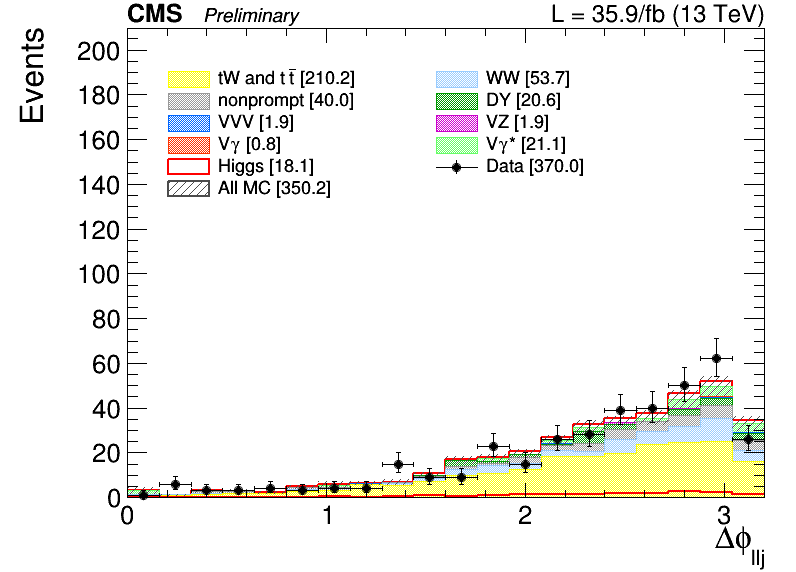 CMS Preliminary L = 35.9/fb (13 TeV)
Events
200
180
160
140
120
100
80
60
40
20
0
tW and t t̄ [210.2]
WW [53.7]
nonprompt [40.0]
DY [20.6]
VVV [1.9]
VZ [1.9]
Vγ [0.8]
Vγ* [21.1]
Higgs [18.1]
Data [370.0]
All MC [350.2]
0 1 2 3
Δϕllj